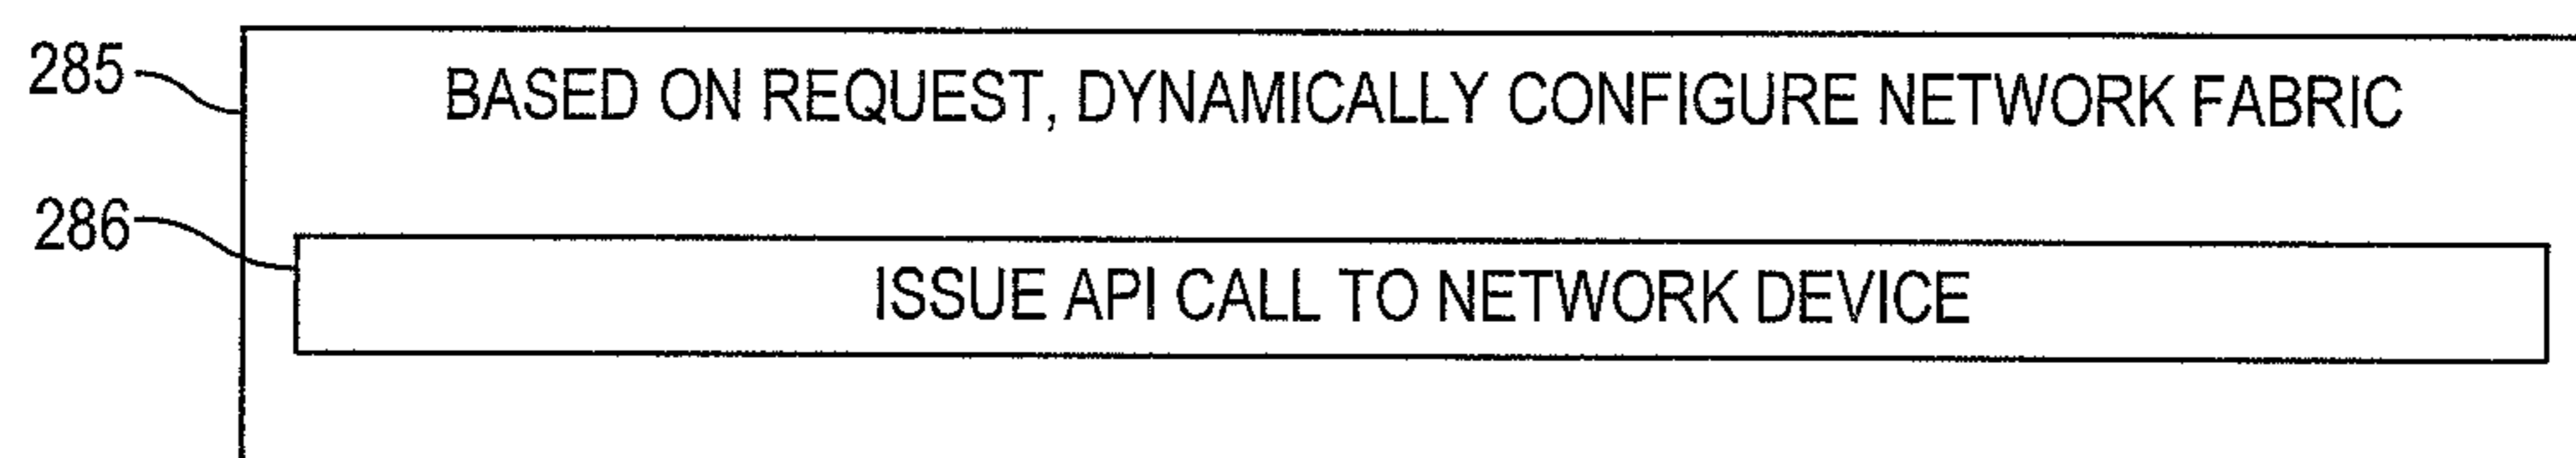 285
BASED ON REQUEST, DYNAMICALLY CONFIGURE NETWORK FABRIC
286
ISSUE API CALL TO NETWORK DEVICE